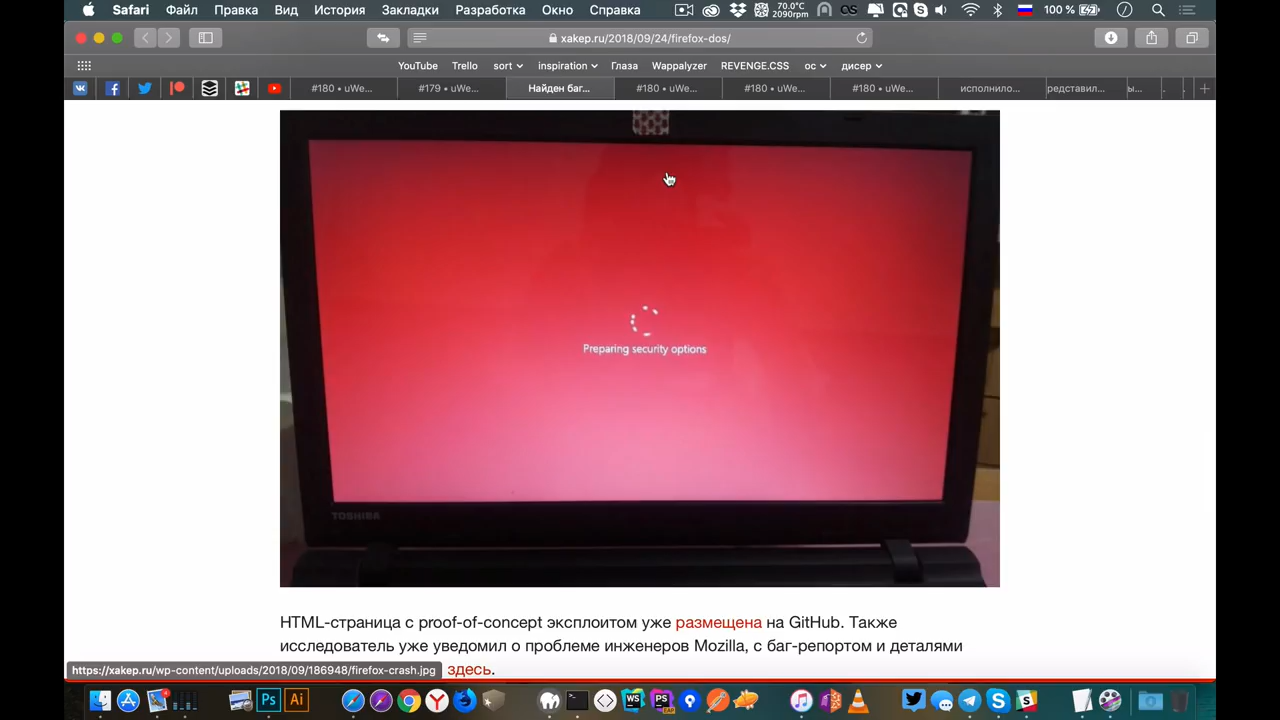 Safari Файл Правка Вид История Закладки Разработка Окно Справка 70.0°C 2090rpm 100 %
xakep.ru/2018/09/24/firefox-dos/
YouTube Trello sort inspiration Глаза Wappalyzer REVENGE.CSS ос дисер
#180 • uWe... #179 • uWe... Найден баг... #180 • uWe... #180 • uWe... #180 • uWe... исполнило... редставил... ы...
Preparing security options
TOSHIBA
HTML-страница с proof-of-concept эксплоитом уже размещена на GitHub. Также
исследователь уже уведомил о проблеме инженеров Mozilla, с баг-репортом и деталями
https://xakep.ru/wp-content/uploads/2018/09/186948/firefox-crash.jpg здесь.
Ps Ai WS PS